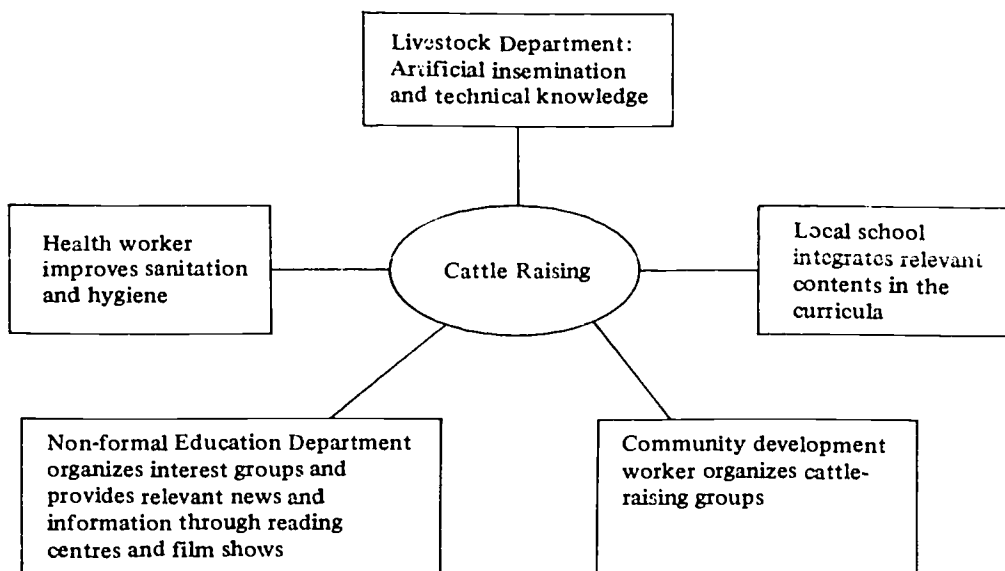 Livestock Department:
Artificial insemination
and technical knowledge
Health worker
improves sanitation
and hygiene
Cattle Raising
Local school
integrates relevant
contents in the
curricula
Non-formal Education Department
organizes interest groups and
provides relevant news and
information through reading
centres and film shows
Community development
worker organizes cattle-
raising groups